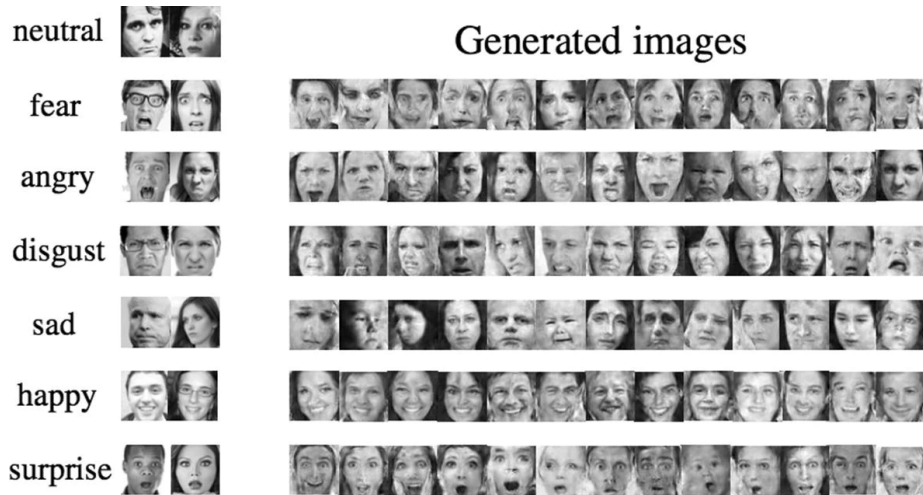 neutral
Generated images
fear
angry
disgust
sad
happy
surprise